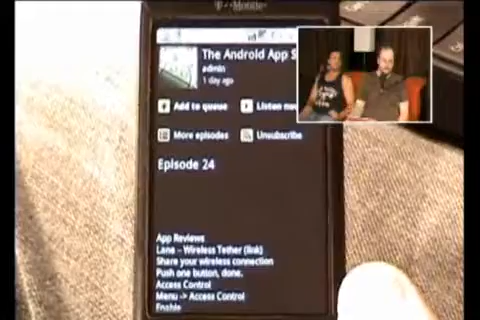 T-Mobile
The Android App S
admin
1 day ago
Add to queue
Listen now
More episodes
Unsubscribe
Episode 24
App Reviews
Lane - Wireless Tether (link)
Share your wireless connection
Push one button, done.
Access Control
Menu -> Access Control
Enable